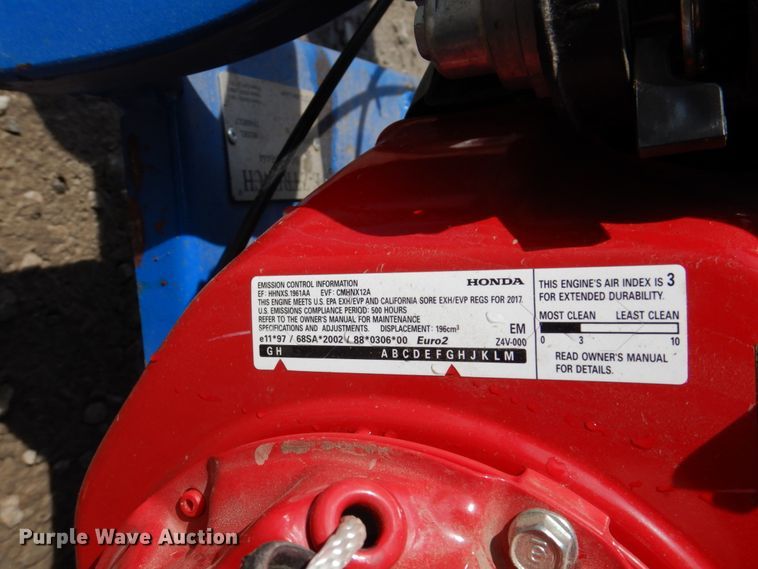 EMISSION CONTROL INFORMATION
HONDA
EF: HHNXS.1961AA EVF: CMHNX12A
THIS ENGINE MEETS U.S. EPA EXH/EVP AND CALIFORNIA SORE EXH/EVP REGS FOR 2017.
U.S. EMISSIONS COMPLIANCE PERIOD: 500 HOURS
REFER TO THE OWNER'S MANUAL FOR MAINTENANCE
SPECIFICATIONS AND ADJUSTMENTS. DISPLACEMENT: 196cm³ EM
e11*97 / 68SA*2002 / 88*0306*00 Euro2 Z4V-000
GH ABCDEFGHJKLM
THIS ENGINE'S AIR INDEX IS 3
FOR EXTENDED DURABILITY.
MOST CLEAN LEAST CLEAN
0 3 10
READ OWNER'S MANUAL
FOR DETAILS.
Purple Wave Auction